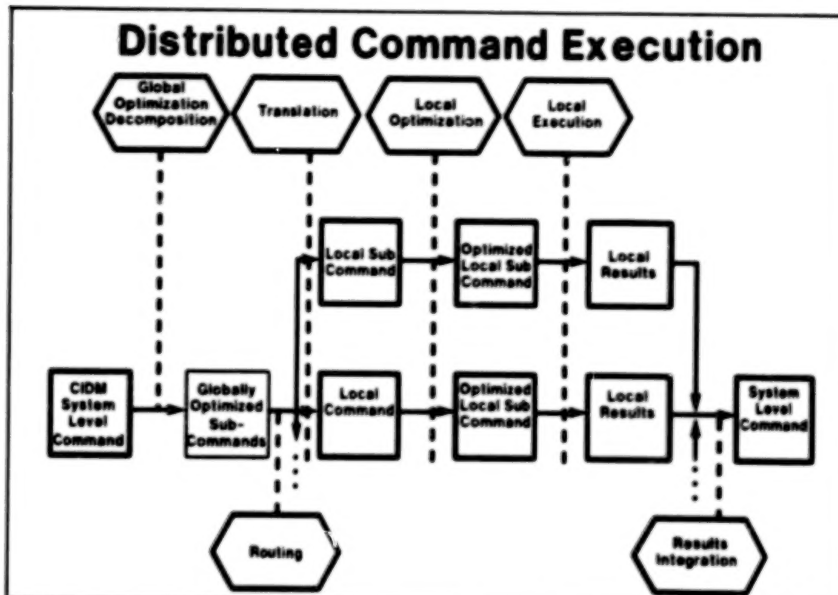 Distributed Command Execution
Global
Optimization
Decomposition
Translation
Local
Optimization
Local
Execution
Local Sub
Command
Optimized
Local Sub
Command
Local
Results
CIDM
System
Level
Command
Globally
Optimized
Sub-
Commands
Local
Command
Optimized
Local Sub
Command
Local
Results
System
Level
Command
Routing
Results
Integration